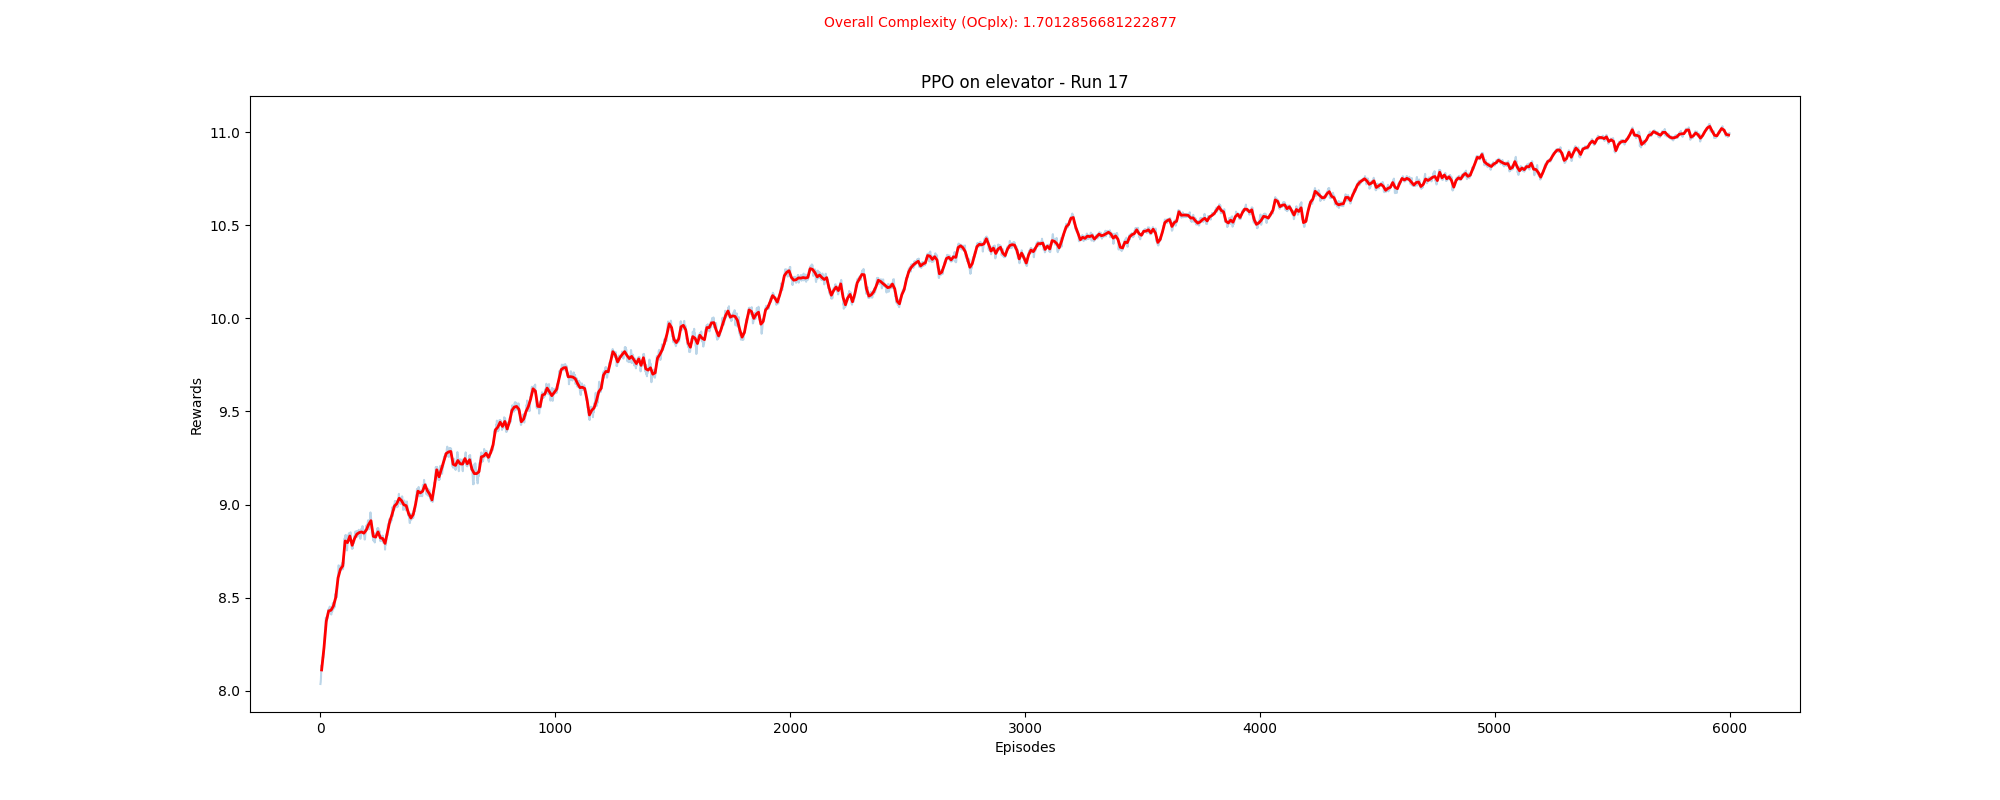 Overall Complexity (OCplx): 1.7012856681222877
PPO on elevator - Run 17
11.0
10.5
10.0
9.5
9.0
8.5
8.0
Rewards
0 1000 2000 3000 4000 5000 6000
Episodes